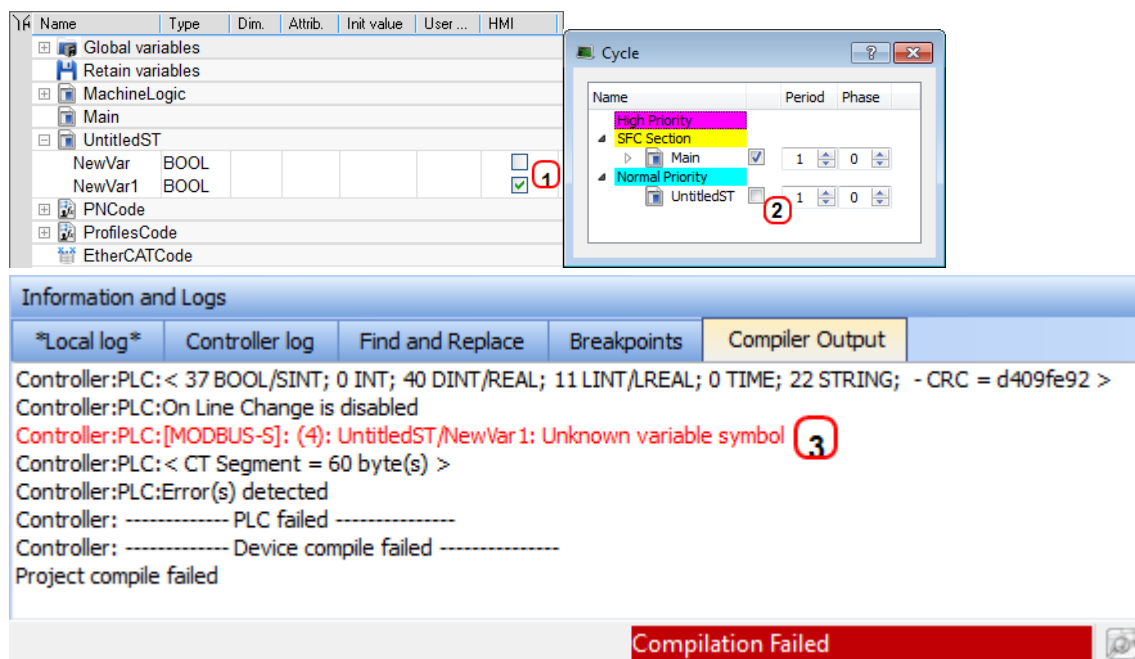 Name Type Dim. Attrib. Init value User ... HMI
Global variables
Retain variables
MachineLogic
Main
UntitledST
NewVar BOOL
NewVar1 BOOL
1
PNCode
ProfilesCode
EtherCATCode
Cycle
Name Period Phase
High Priority
SFC Section
Main 1 0
Normal Priority
UntitledST 1 0
2
Information and Logs
*Local log* Controller log Find and Replace Breakpoints Compiler Output
Controller:PLC:< 37 BOOL/SINT; 0 INT; 40 DINT/REAL; 11 LINT/LREAL; 0 TIME; 22 STRING; - CRC = d409fe92 >
Controller:PLC:On Line Change is disabled
Controller:PLC:[MODBUS-S]: (4): UntitledST/NewVar1: Unknown variable symbol
3
Controller:PLC:< CT Segment = 60 byte(s) >
Controller:PLC:Error(s) detected
Controller: ------------- PLC failed ---------------
Controller: ------------- Device compile failed ---------------
Project compile failed
Compilation Failed